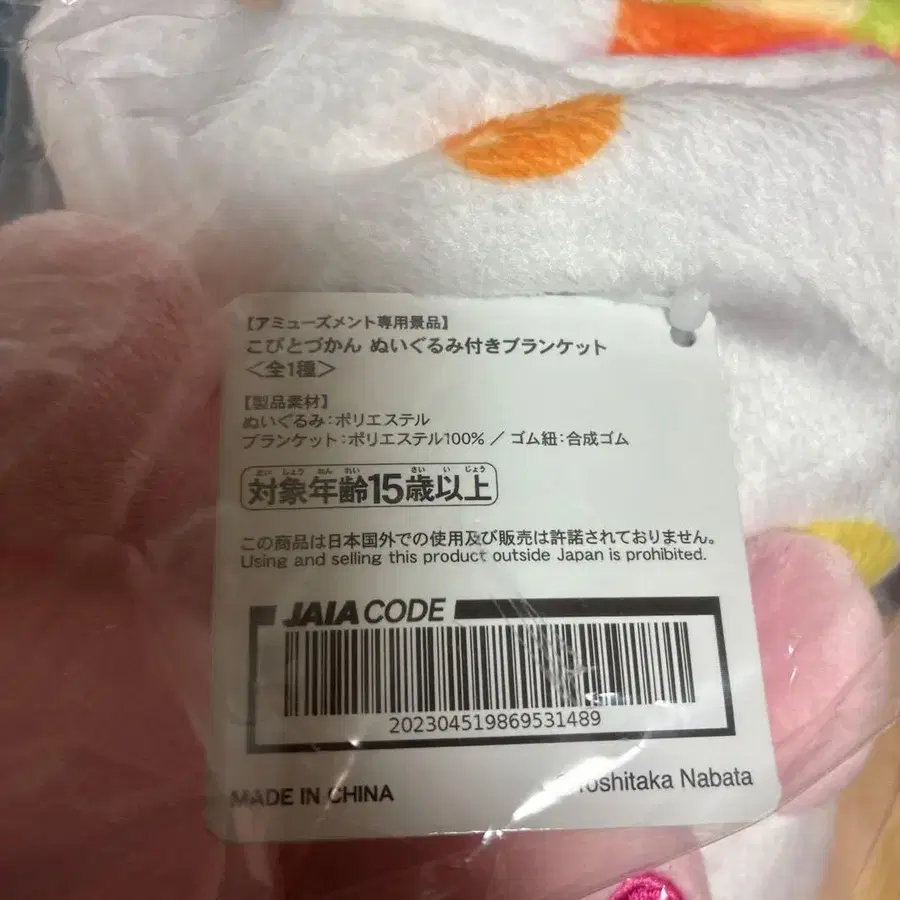 【アミューズメント専用景品】
こびとづかん ぬいぐるみ付きブランケット
<全1種>
【製品素材】
ぬいぐるみ:ポリエステル
ブランケット:ポリエステル100% / ゴム紐:合成ゴム
対象年齢15歳以上
この商品は日本国外での使用及び販売は許諾されておりません。
Using and selling this product outside Japan is prohibited.
JAIA CODE
202304519869531489
MADE IN CHINA
Toshitaka Nabata